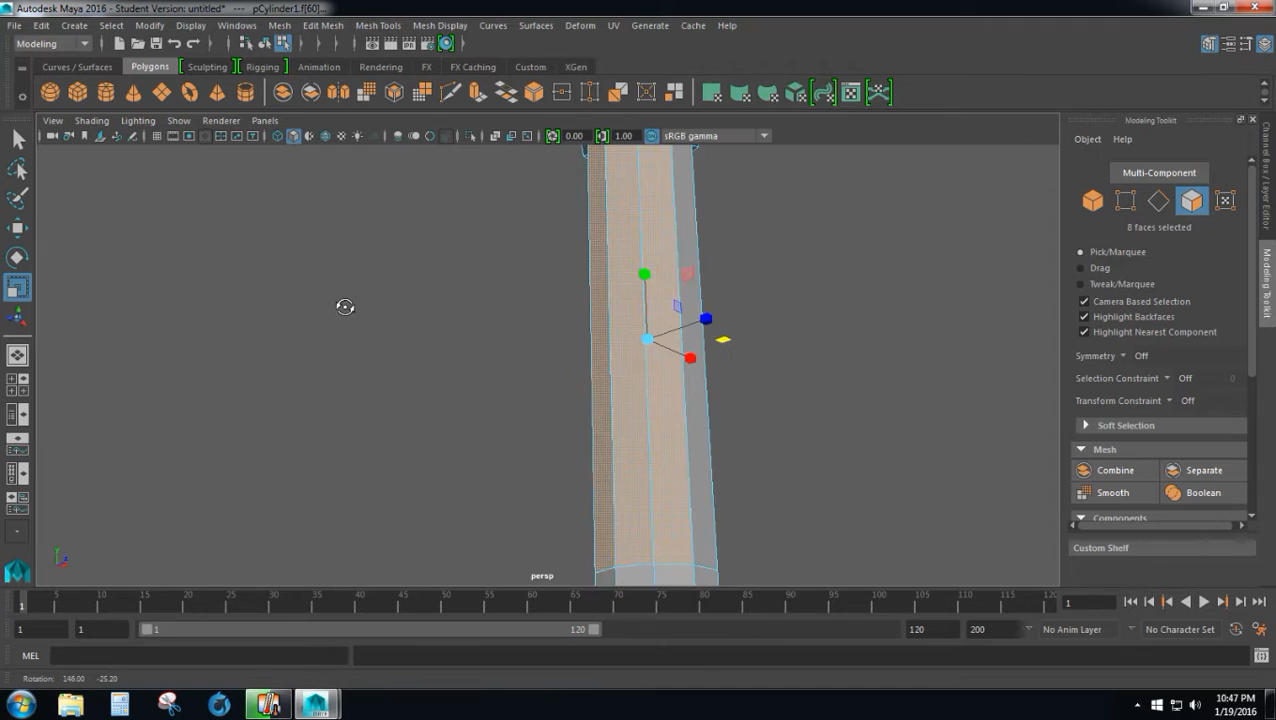 Autodesk Maya 2016 - Student Version: untitled* --- pCylinder1.f[60]...
File Edit Create Select Modify Display Windows Mesh Edit Mesh Mesh Tools Mesh Display Curves Surfaces Deform UV Generate Cache Help
Modeling
Curves / Surfaces Polygons Sculpting Rigging Animation Rendering FX FX Caching Custom XGen
View Shading Lighting Show Renderer Panels
0.00 1.00 sRGB gamma
Modeling Toolkit
Object Help
Multi-Component
8 faces selected
Pick/Marquee
Drag
Tweak/Marquee
Camera Based Selection
Highlight Backfaces
Highlight Nearest Component
Symmetry Off
Selection Constraint Off 0
Transform Constraint Off
Soft Selection
Mesh
Combine Separate
Smooth Boolean
Components
Custom Shelf
Channel Box / Layer Editor
Modeling Toolkit
persp
1 5 10 15 20 25 30 35 40 45 50 55 60 65 70 75 80 85 90 95 100 105 110 115 120 1
1 1 1 120 120 200 No Anim Layer No Character Set
MEL
Rotation: 146.00 -25.20
10:47 PM
1/19/2016